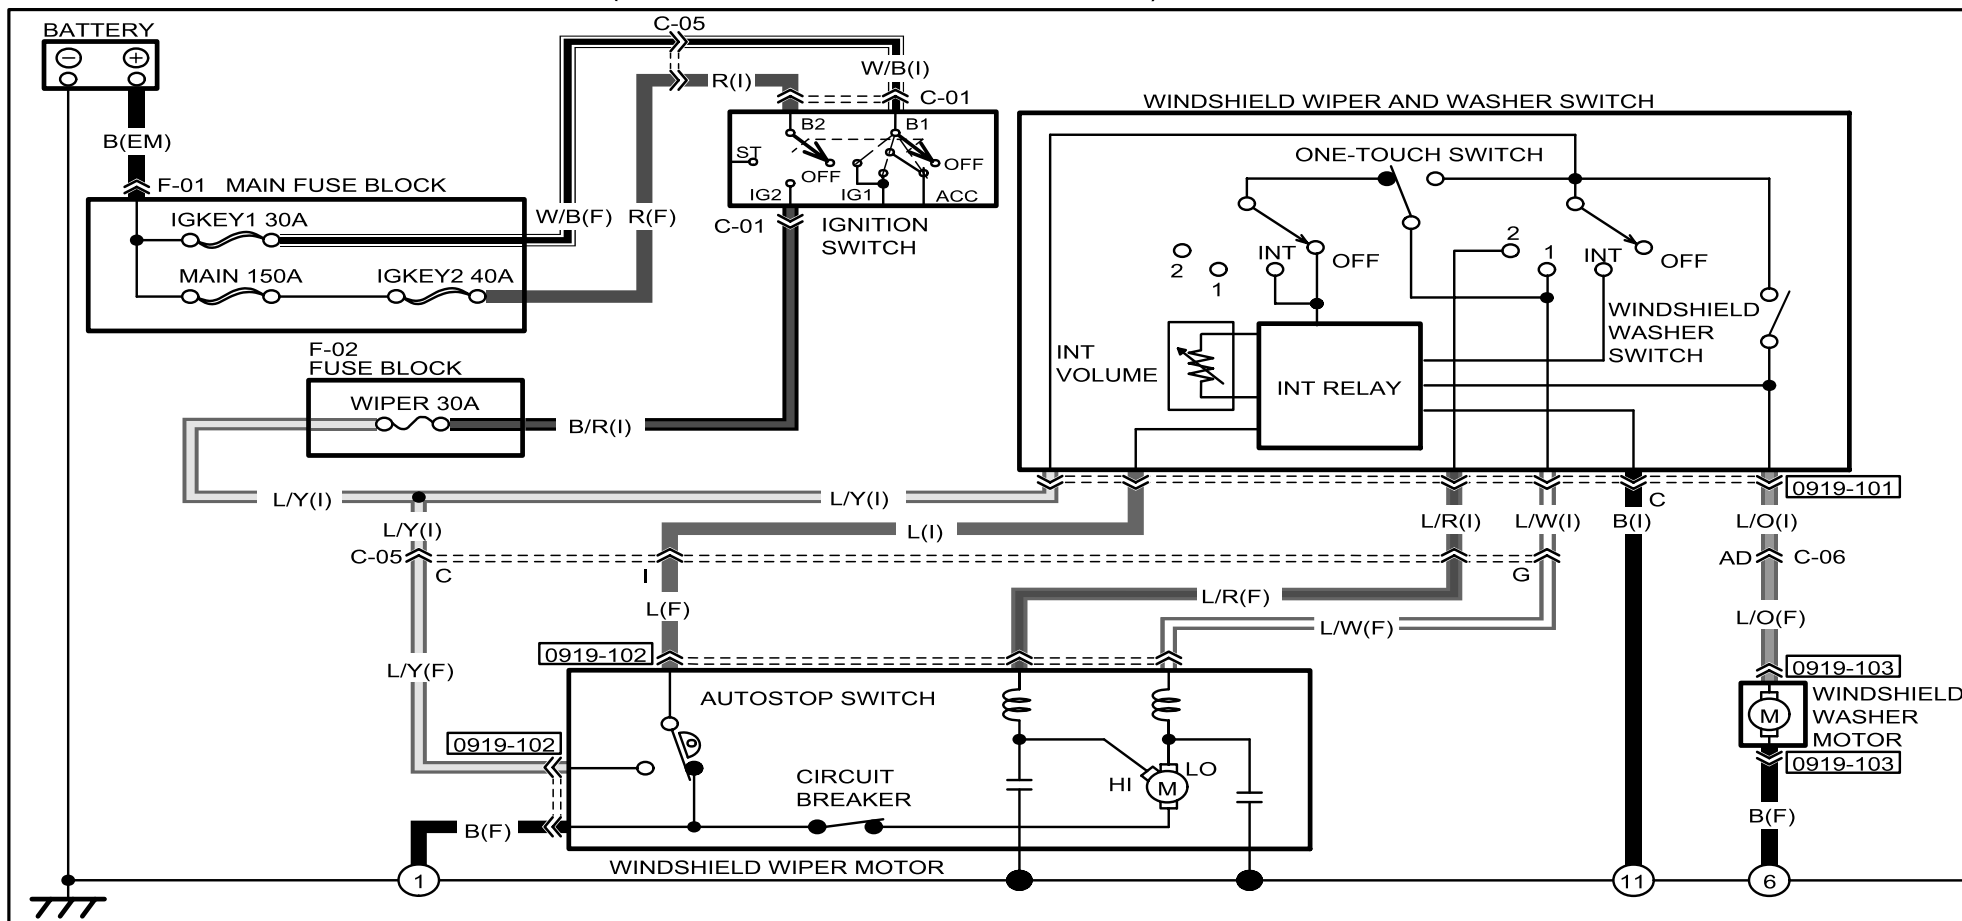 C-05
BATTERY
− +
W/B(I)
R(I)
C-01
WINDSHIELD WIPER AND WASHER SWITCH
B(EM)
B2
B1
ST
OFF
OFF
ONE-TOUCH SWITCH
F-01 MAIN FUSE BLOCK
IG2
IG1
ACC
IGKEY1 30A
W/B(F)
R(F)
C-01
IGNITION
SWITCH
MAIN 150A
IGKEY2 40A
2
1
INT
OFF
2
1
INT
OFF
WINDSHIELD
WASHER
SWITCH
F-02
FUSE BLOCK
INT
VOLUME
INT RELAY
WIPER 30A
B/R(I)
L/Y(I)
L/Y(I)
0919-101
C
L/Y(I)
L(I)
L/R(I)
L/W(I)
B(I)
L/O(I)
C-05
C
I
G
AD
C-06
L(F)
L/R(F)
L/W(F)
L/O(F)
0919-102
L/Y(F)
0919-103
AUTOSTOP SWITCH
WINDSHIELD
WASHER
MOTOR
M
0919-102
0919-103
CIRCUIT
BREAKER
HI
LO
M
B(F)
B(F)
WINDSHIELD WIPER MOTOR
1
11
6